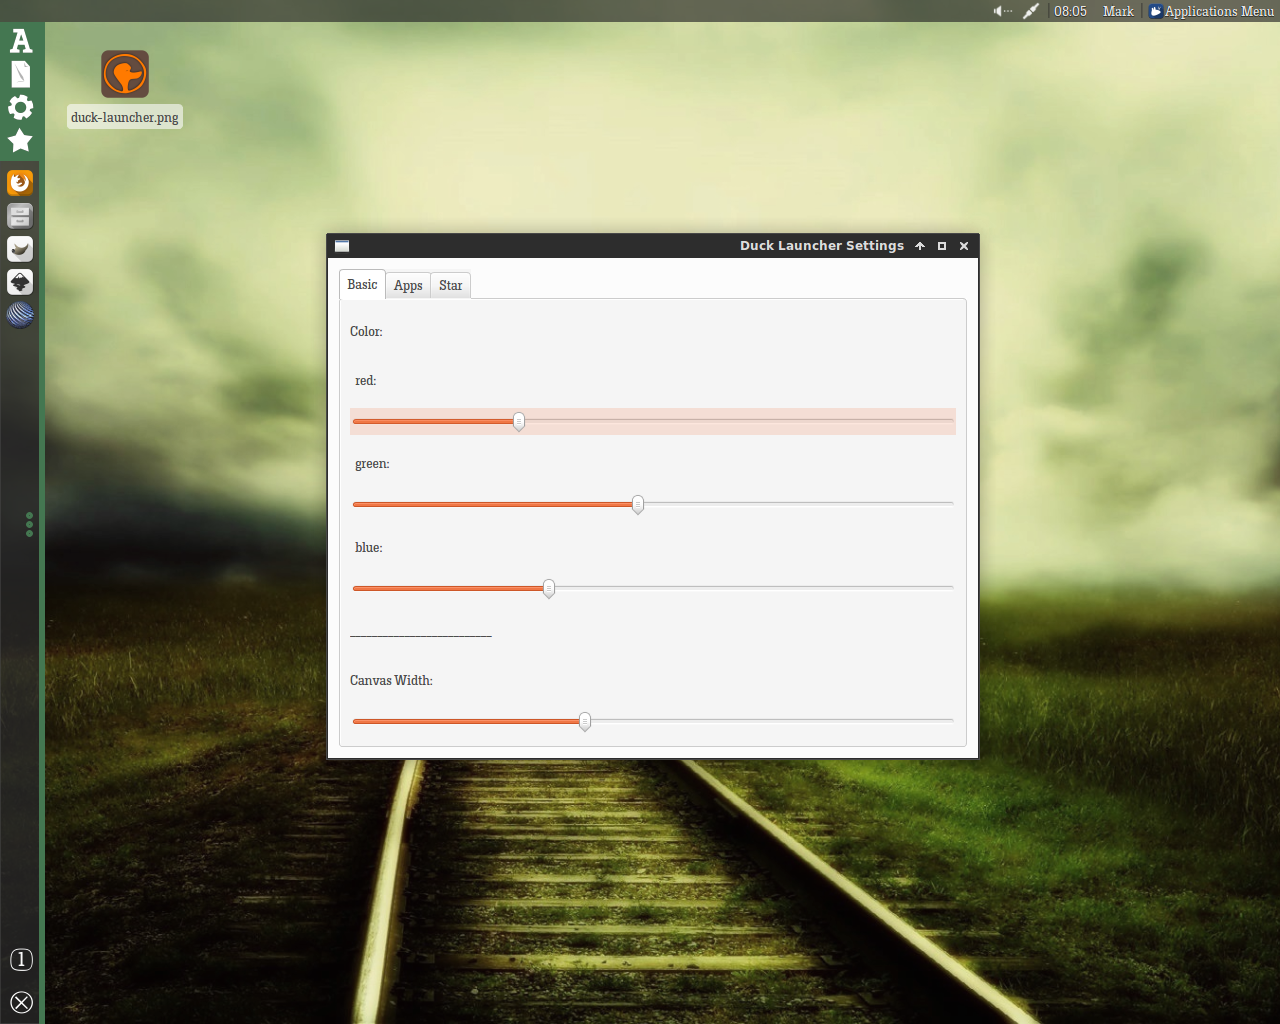 08:05 Mark Applications Menu
A
duck-launcher.png
Duck Launcher Settings
Basic Apps Star
Color:
red:
green:
blue:
__________________________
Canvas Width:
1